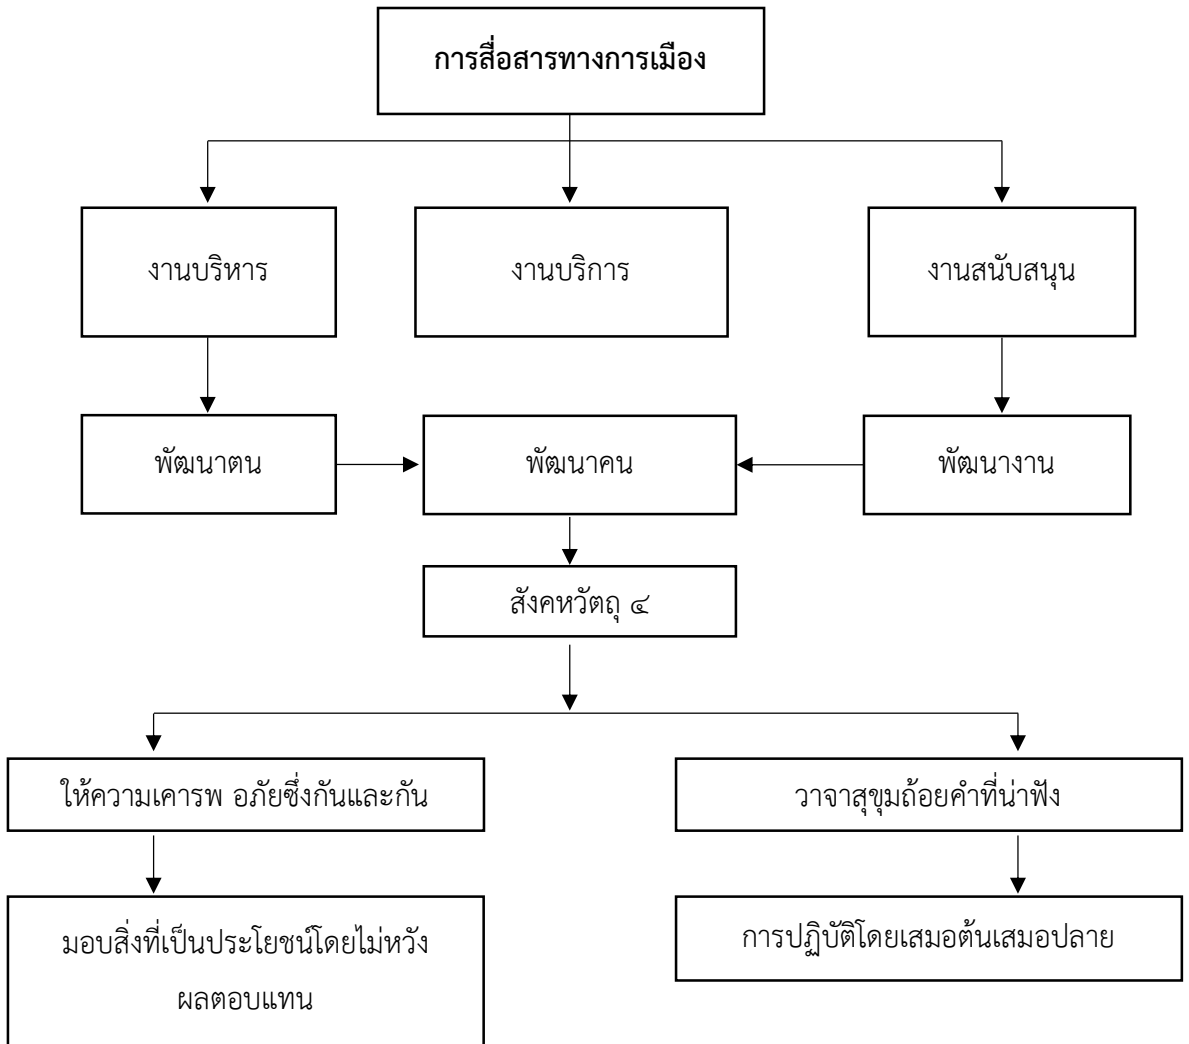 การสื่อสารทางการเมือง
งานบริหาร
งานบริการ
งานสนับสนุน
พัฒนาตน
พัฒนาคน
พัฒนางาน
สังคหวัตถุ ๔
ให้ความเคารพ อภัยซึ่งกันและกัน
วาจาสุขุมถ้อยคำที่น่าฟัง
มอบสิ่งที่เป็นประโยชน์โดยไม่หวัง
ผลตอบแทน
การปฏิบัติโดยเสมอต้นเสมอปลาย